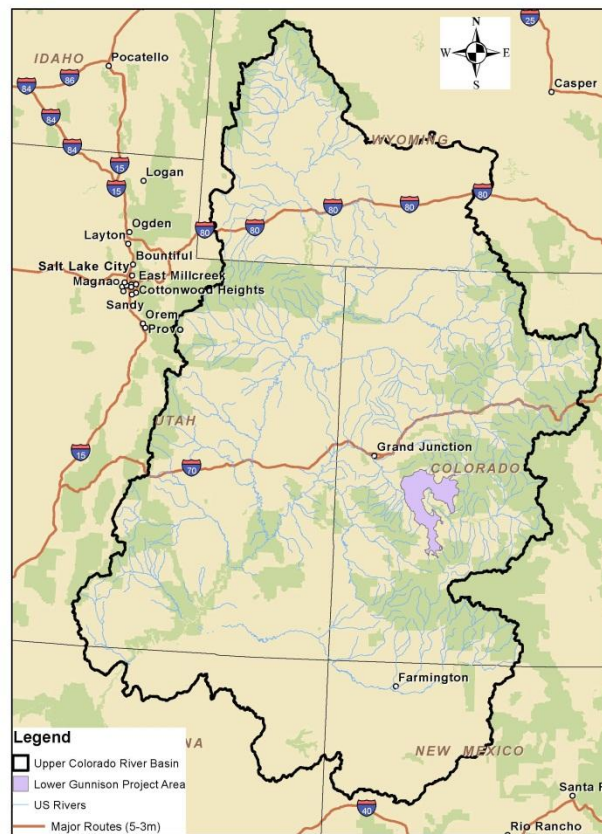 N
W E
S
25
IDAHO
Pocatello
86
84
84
Casper
WYOMING
84
15
15
Logan
80
80
80
80
80
Ogden
Layton
Bountiful
Salt Lake City
East Millcreek
Magna
Cottonwood Heights
Sandy
Orem
Provo
UTAH
Grand Junction
COLORADO
15
70
Farmington
NEW MEXICO
NA
Santa F
40
Rio Rancho
Legend
Upper Colorado River Basin
Lower Gunnison Project Area
US Rivers
Major Routes (5-3m)